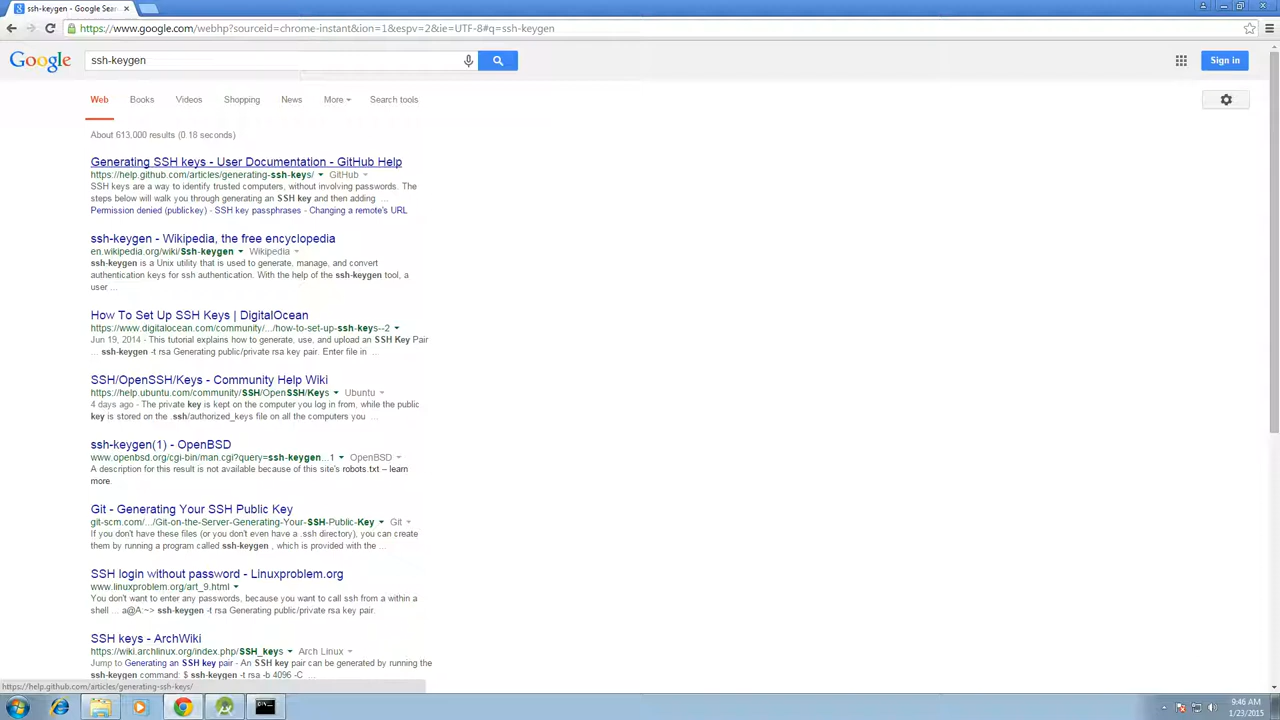 ssh-keygen - Google Sear
https://www.google.com/webhp?sourceid=chrome-instant&ion=1&espv=2&ie=UTF-8#q=ssh-keygen
Google
ssh-keygen
Sign in
Web Books Videos Shopping News More Search tools
About 613,000 results (0.18 seconds)
Generating SSH keys - User Documentation - GitHub Help
https://help.github.com/articles/generating-ssh-keys/ GitHub
SSH keys are a way to identify trusted computers, without involving passwords. The
steps below will walk you through generating an SSH key and then adding ...
Permission denied (publickey) - SSH key passphrases - Changing a remote's URL
ssh-keygen - Wikipedia, the free encyclopedia
en.wikipedia.org/wiki/Ssh-keygen Wikipedia
ssh-keygen is a Unix utility that is used to generate, manage, and convert
authentication keys for ssh authentication. With the help of the ssh-keygen tool, a
user ...
How To Set Up SSH Keys | DigitalOcean
https://www.digitalocean.com/community/.../how-to-set-up-ssh-keys--2
Jun 19, 2014 - This tutorial explains how to generate, use, and upload an SSH Key Pair
... ssh-keygen -t rsa Generating public/private rsa key pair. Enter file in ...
SSH/OpenSSH/Keys - Community Help Wiki
https://help.ubuntu.com/community/SSH/OpenSSH/Keys Ubuntu
4 days ago - The private key is kept on the computer you log in from, while the public
key is stored on the .ssh/authorized_keys file on all the computers you ...
ssh-keygen(1) - OpenBSD
www.openbsd.org/cgi-bin/man.cgi?query=ssh-keygen...1 OpenBSD
A description for this result is not available because of this site's robots.txt – learn
more.
Git - Generating Your SSH Public Key
git-scm.com/.../Git-on-the-Server-Generating-Your-SSH-Public-Key Git
If you don't have these files (or you don't even have a .ssh directory), you can create
them by running a program called ssh-keygen , which is provided with the ...
SSH login without password - Linuxproblem.org
www.linuxproblem.org/art_9.html
You don't want to enter any passwords, because you want to call ssh from a within a
shell ... a@A:~> ssh-keygen -t rsa Generating public/private rsa key pair.
SSH keys - ArchWiki
https://wiki.archlinux.org/index.php/SSH_keys Arch Linux
Jump to Generating an SSH key pair - An SSH key pair can be generated by running the
ssh-keygen command: $ ssh-keygen -t rsa -b 4096 -C ...
https://help.github.com/articles/generating-ssh-keys/
9:46 AM
1/23/2015